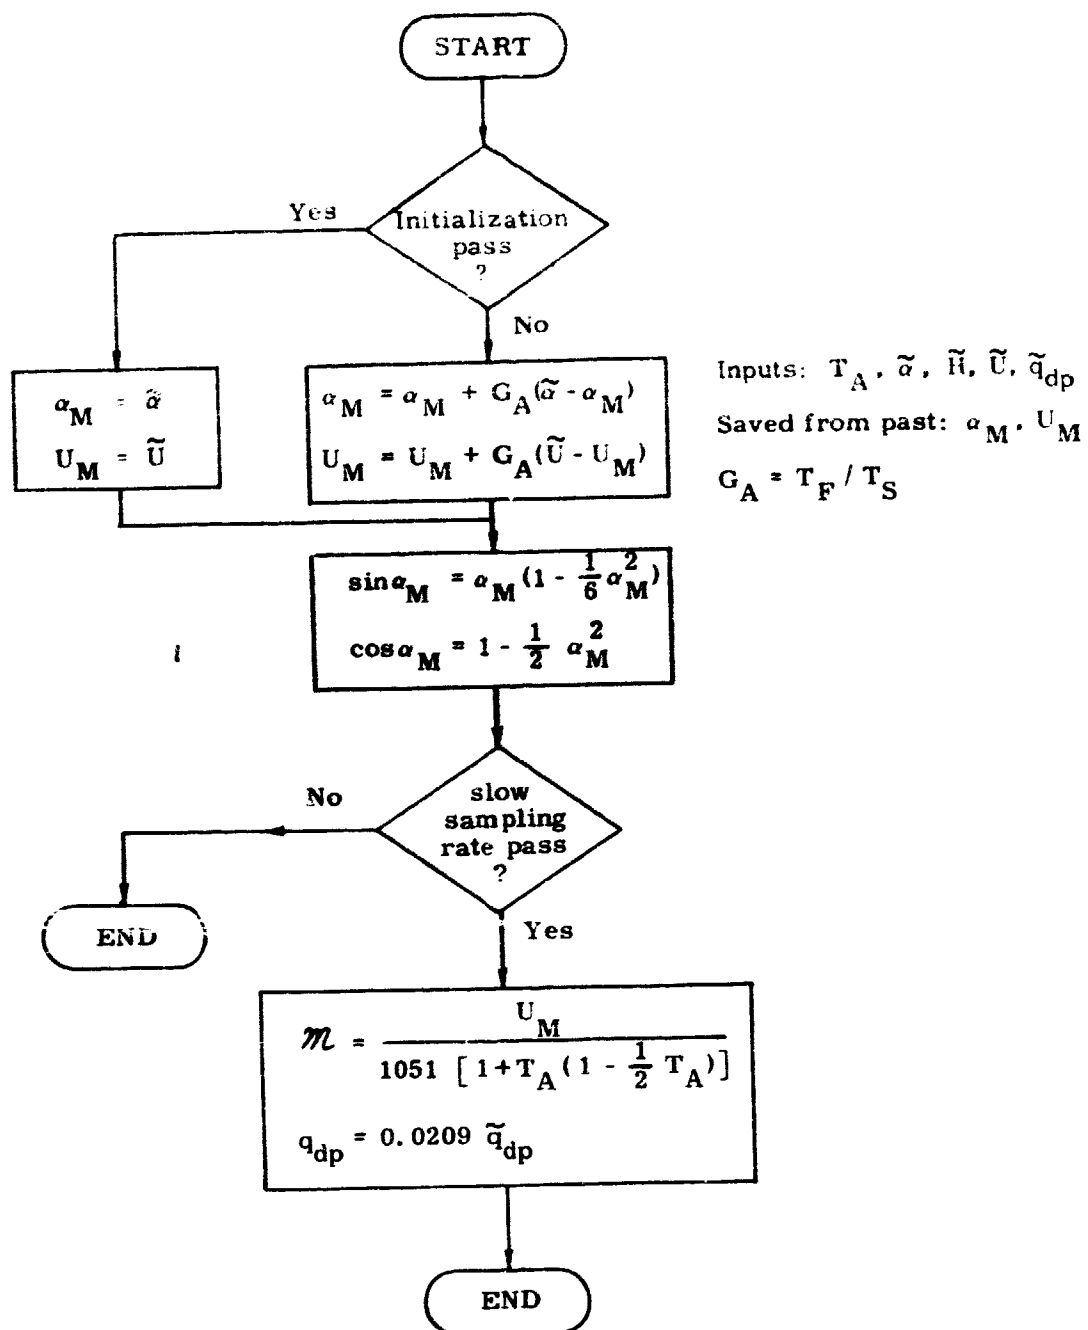 START
Initialization
pass
?
Yes
No
α_M = α̃
U_M = Ũ
α_M = α_M + G_A(α̃ - α_M)
U_M = U_M + G_A(Ũ - U_M)
Inputs: T_A, α̃, H̃, Ũ, q̃_dp
Saved from past: α_M, U_M
G_A = T_F / T_S
sinα_M = α_M(1 - 1/6 α_M^2)
cosα_M = 1 - 1/2 α_M^2
slow
sampling
rate pass
?
No
END
Yes
𝓜 = U_M / 1051 [1+T_A(1 - 1/2 T_A)]
q_dp = 0.0209 q̃_dp
END